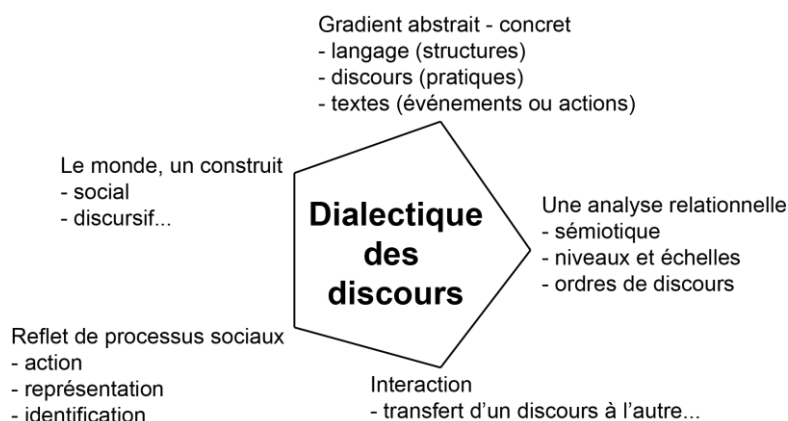 Gradient abstrait - concret
- langage (structures)
- discours (pratiques)
- textes (événements ou actions)
Le monde, un construit
- social
- discursif...
Dialectique
des
discours
Une analyse relationnelle
- sémiotique
- niveaux et échelles
- ordres de discours
Reflet de processus sociaux
- action
- représentation
- identification
Interaction
- transfert d'un discours à l'autre...